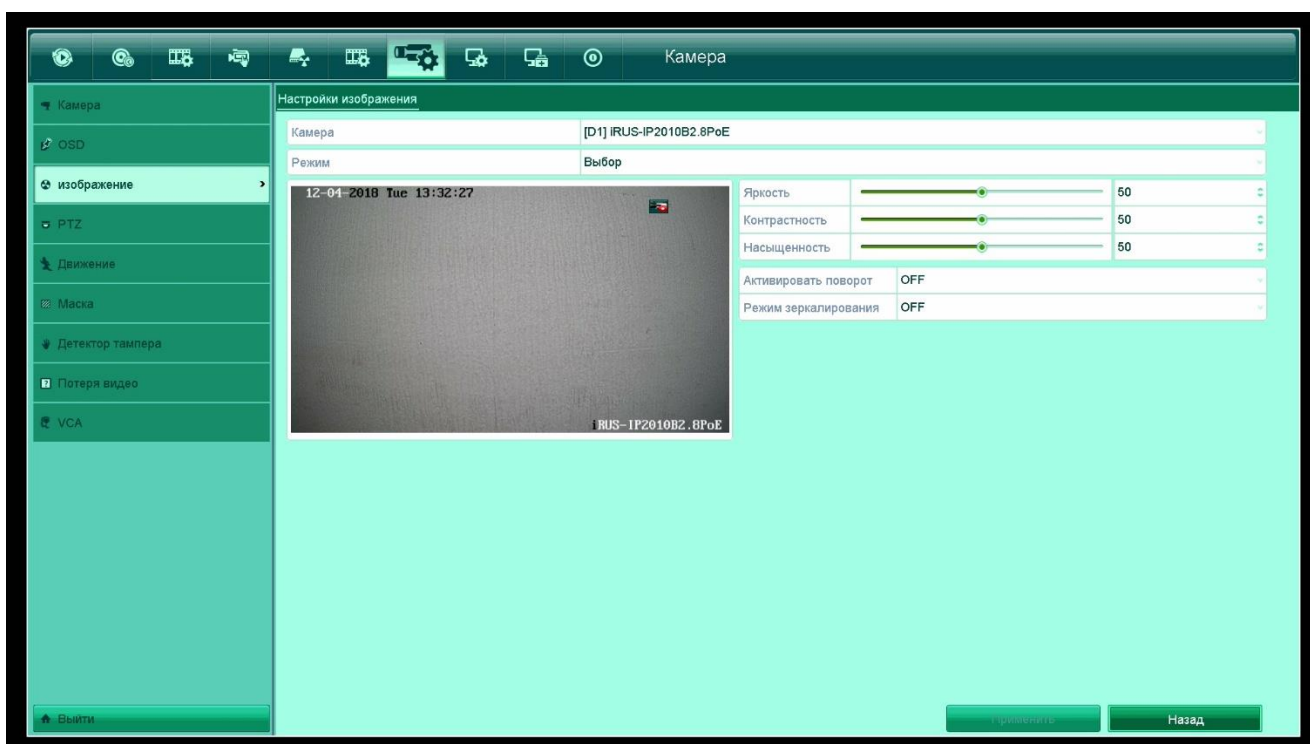 Камера
Камера
OSD
изображение
PTZ
Движение
Маска
Детектор тампера
Потеря видео
VCA
Выйти
Настройки изображения
Камера [D1] iRUS-IP2010B2.8PoE
Режим Выбор
12-04-2018 Tue 13:32:27
iRUS-IP2010B2.8PoE
Яркость 50
Контрастность 50
Насыщенность 50
Активировать поворот OFF
Режим зеркалирования OFF
Применить Назад